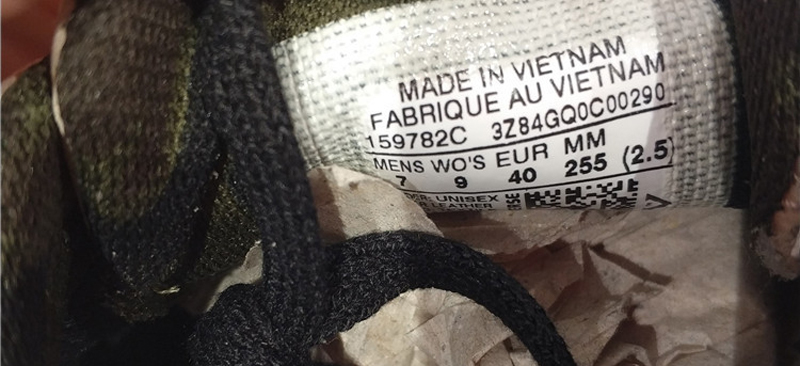 MADE IN VIETNAM
FABRIQUE AU VIETNAM
159782C 3Z84GQ0C00290
MENS WO'S EUR MM
7 9 40 255 (2.5)
UNISEX
LEATHER